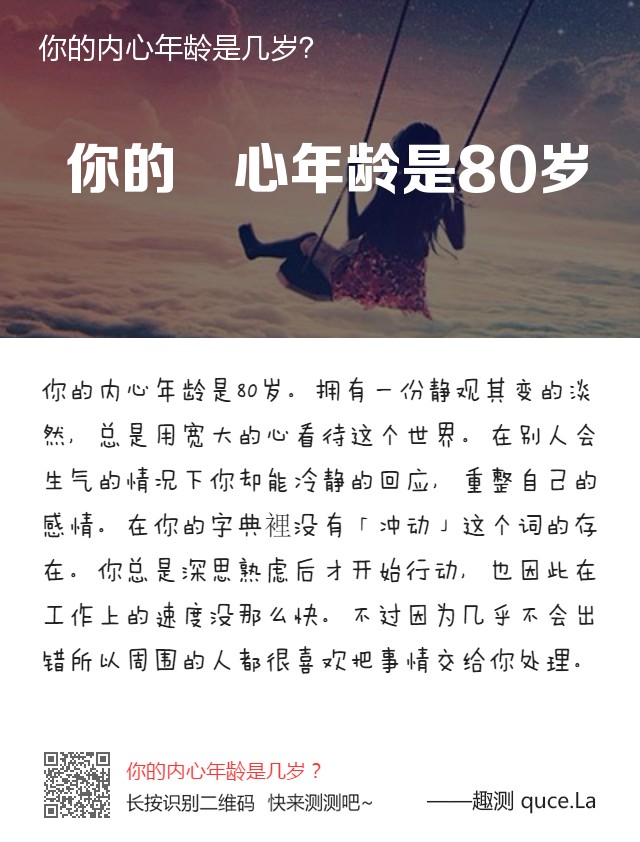 你的内心年龄是几岁?
你的 心年龄是80岁
你的内心年龄是80岁。拥有一份静观其变的淡
然,总是用宽大的心看待这个世界。在别人会
生气的情况下你却能冷静的回应,重整自己的
感情。在你的字典裡没有「冲动」这个词的存
在。你总是深思熟虑后才开始行动,也因此在
工作上的速度没那么快。不过因为几乎不会出
错所以周围的人都很喜欢把事情交给你处理。
你的内心年龄是几岁?
长按识别二维码 快来测测吧~
——趣测 quce.La